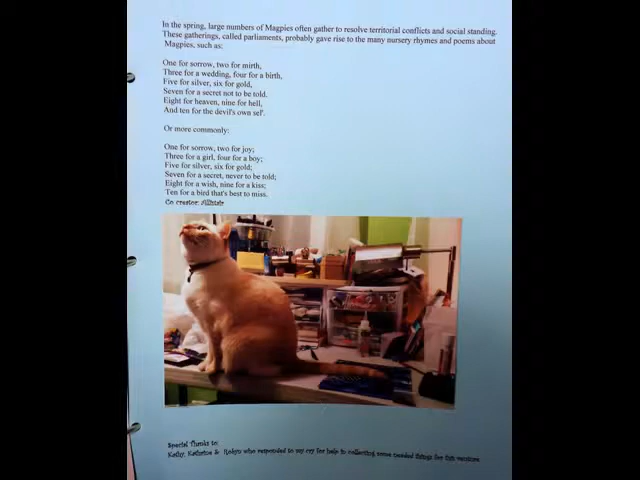 In the spring, large numbers of Magpies often gather to resolve territorial conflicts and social standing.
These gatherings, called parliaments, probably gave rise to the many nursery rhymes and poems about
Magpies, such as:
One for sorrow, two for mirth,
Three for a wedding, four for a birth,
Five for silver, six for gold,
Seven for a secret not to be told.
Eight for heaven, nine for hell,
And ten for the devil's own sel'.
Or more commonly:
One for sorrow, two for joy;
Three for a girl, four for a boy;
Five for silver, six for gold;
Seven for a secret, never to be told;
Eight for a wish, nine for a kiss;
Ten for a bird that's best to miss.
Co creator:
Special Thanks to:
Kathy, Kathrine & Robyn who responded to my cry for help in collecting some needed things for this venture